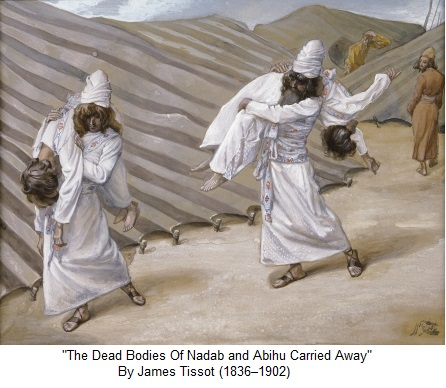 "The Dead Bodies Of Nadab and Abihu Carried Away"
By James Tissot (1836–1902)